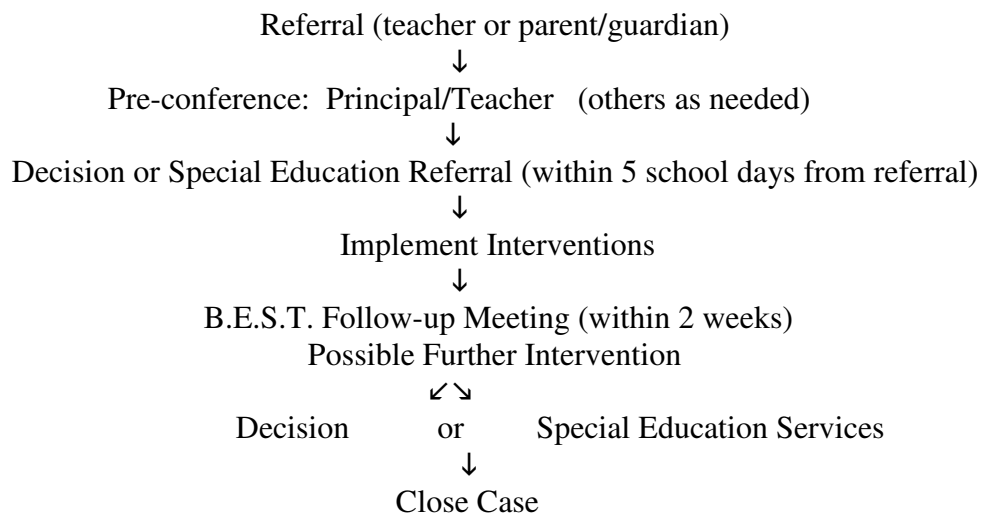 Referral (teacher or parent/guardian)
↓
Pre-conference:  Principal/Teacher   (others as needed)
↓
Decision or Special Education Referral (within 5 school days from referral)
↓
Implement Interventions
↓
B.E.S.T. Follow-up Meeting (within 2 weeks)
Possible Further Intervention
↙↘
Decision or Special Education Services
↓
Close Case